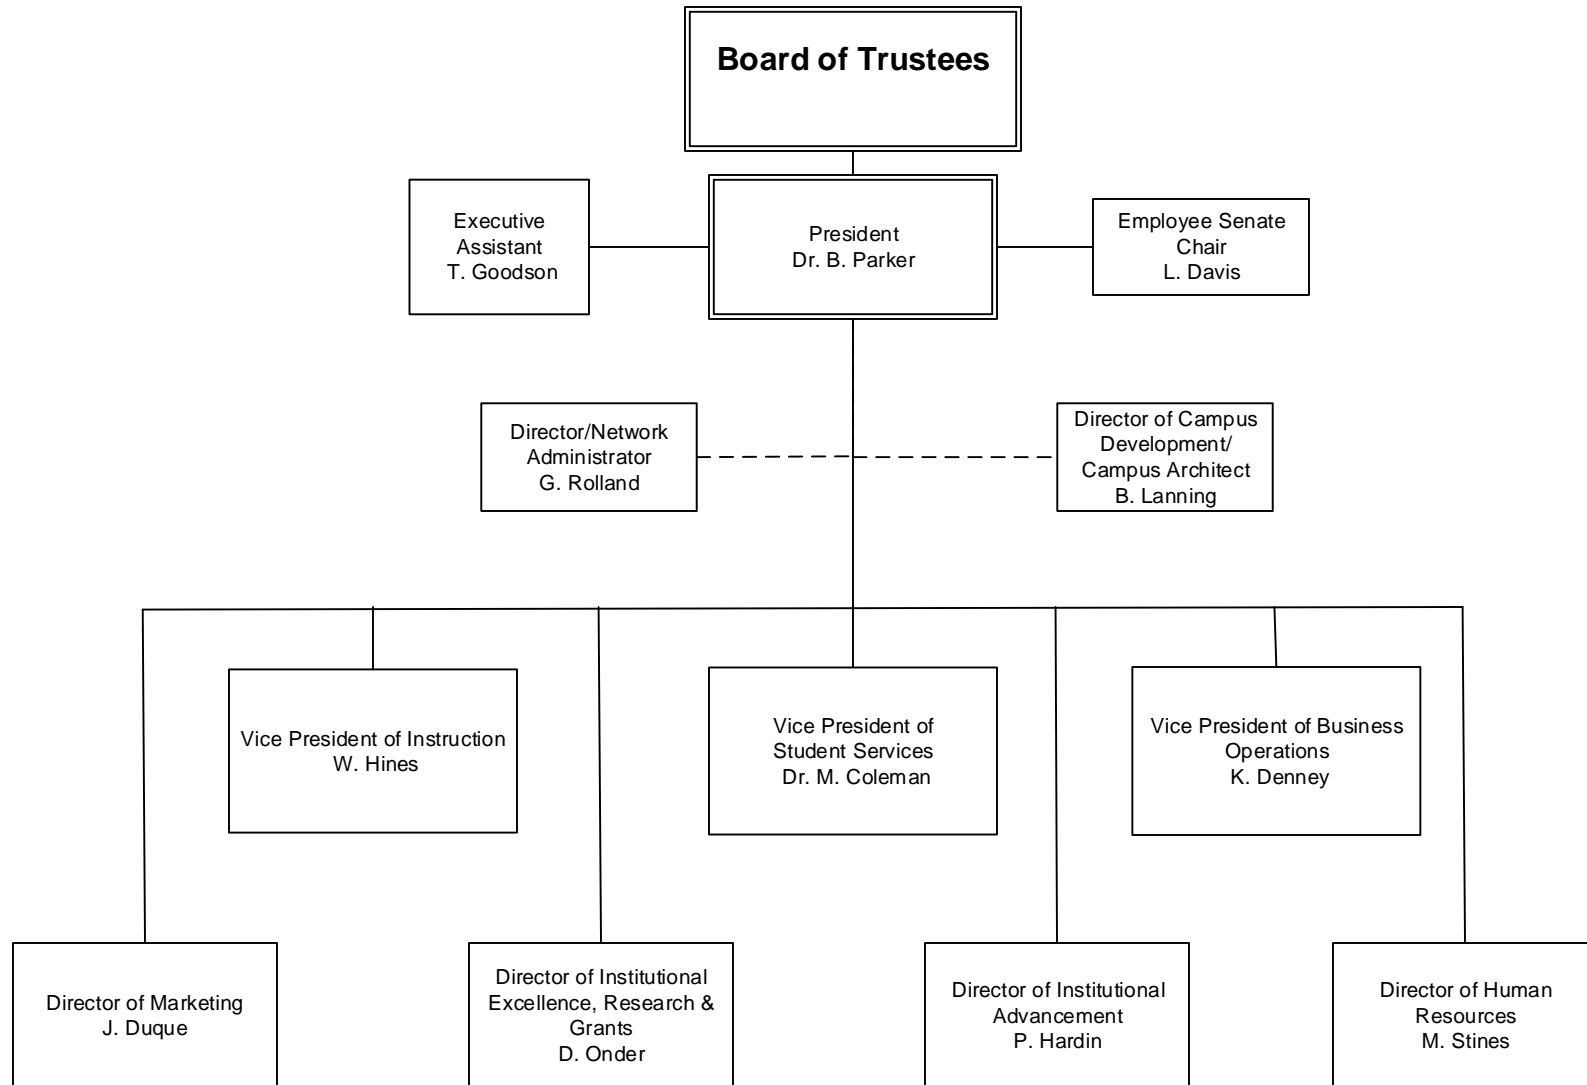 Board of Trustees
Executive
Assistant
T. Goodson
President
Dr. B. Parker
Employee Senate
Chair
L. Davis
Director/Network
Administrator
G. Rolland
Director of Campus
Development/
Campus Architect
B. Lanning
Vice President of Instruction
W. Hines
Vice President of
Student Services
Dr. M. Coleman
Vice President of Business
Operations
K. Denney
Director of Marketing
J. Duque
Director of Institutional
Excellence, Research &
Grants
D. Onder
Director of Institutional
Advancement
P. Hardin
Director of Human
Resources
M. Stines